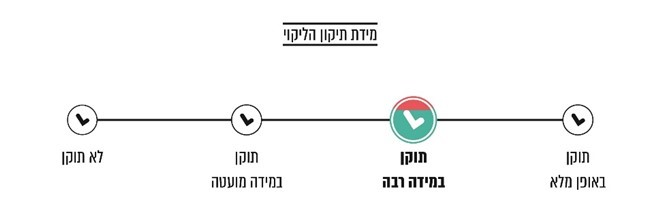 מידת תיקון הליקוי
לא תוקן
תוקן
במידה מועטה
תוקן
במידה רבה
תוקן
באופן מלא